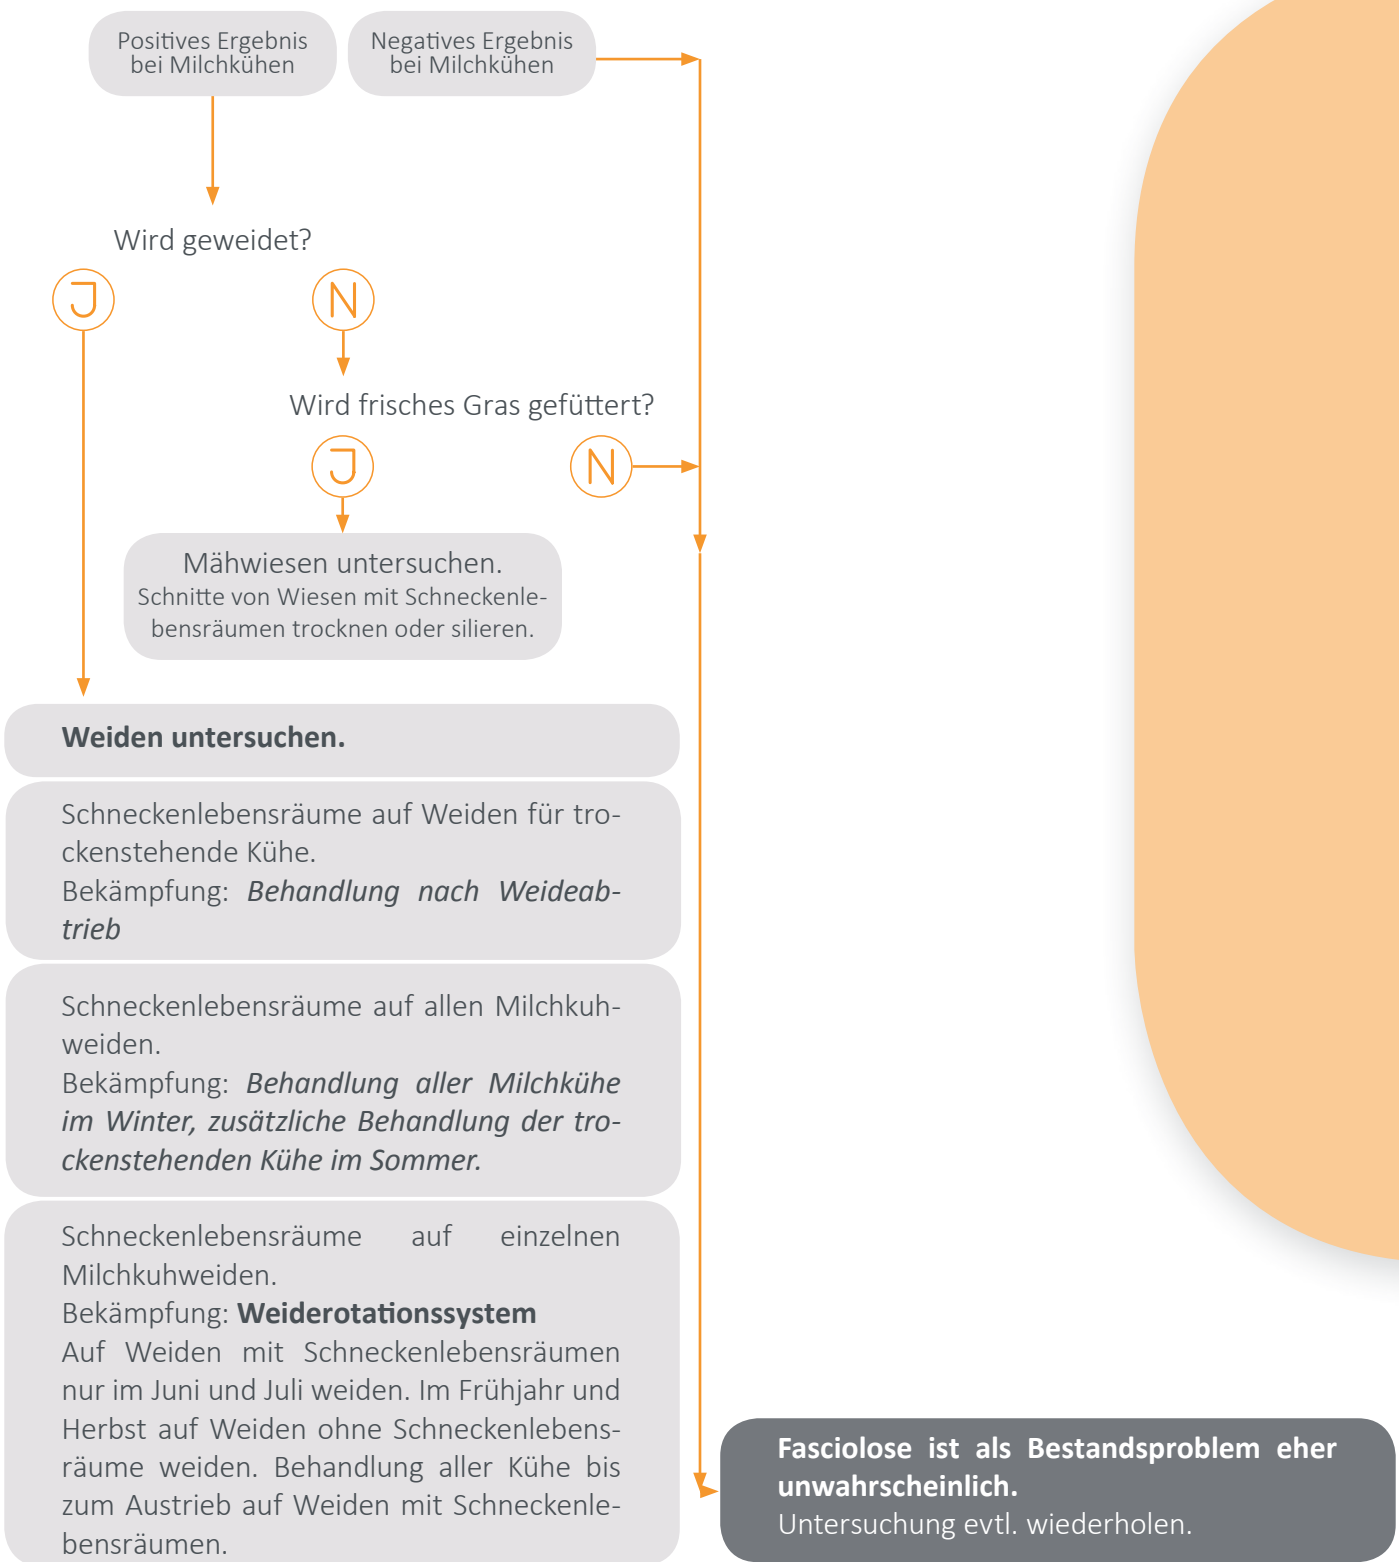 Positives Ergebnis
bei Milchkühen
Negatives Ergebnis
bei Milchkühen
Wird geweidet?
J
N
Wird frisches Gras gefüttert?
J
N
Mähwiesen untersuchen.
Schnitte von Wiesen mit Schneckenle-
bensräumen trocknen oder silieren.
Weiden untersuchen.
Schneckenlebensräume auf Weiden für tro-
ckenstehende Kühe.
Bekämpfung: Behandlung nach Weideab-
trieb
Schneckenlebensräume auf allen Milchkuh-
weiden.
Bekämpfung: Behandlung aller Milchkühe
im Winter, zusätzliche Behandlung der tro-
ckenstehenden Kühe im Sommer.
Schneckenlebensräume auf einzelnen
Milchkuhweiden.
Bekämpfung: Weiderotationssystem
Auf Weiden mit Schneckenlebensräumen
nur im Juni und Juli weiden. Im Frühjahr und
Herbst auf Weiden ohne Schneckenlebens-
räume weiden. Behandlung aller Kühe bis
zum Austrieb auf Weiden mit Schneckenle-
bensräumen.
Fasciolose ist als Bestandsproblem eher
unwahrscheinlich.
Untersuchung evtl. wiederholen.